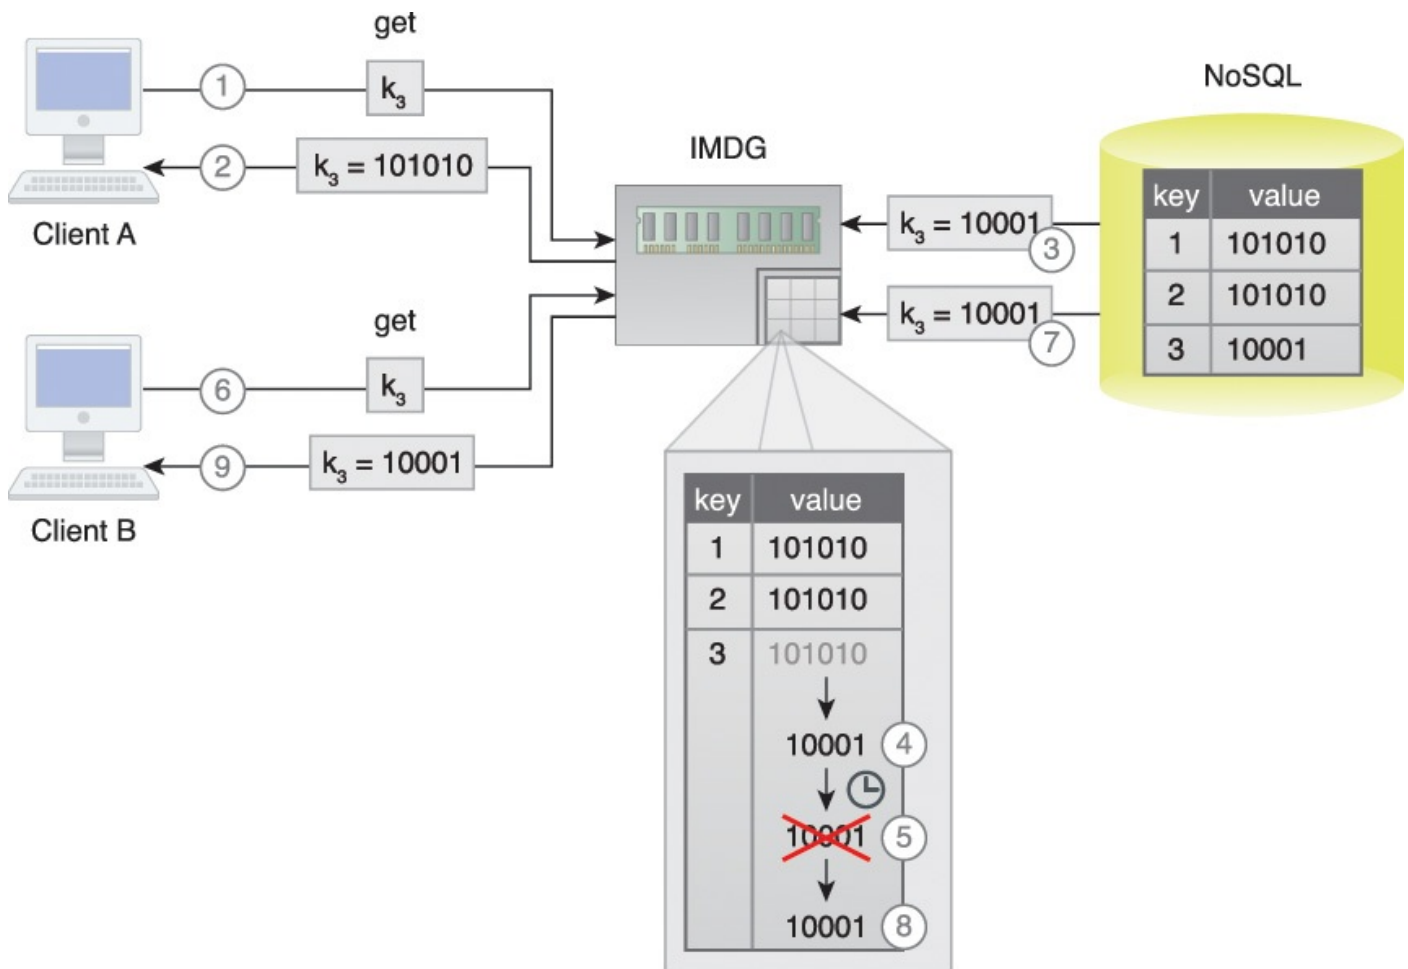 get
1
k₃
2
k₃ = 101010
Client A
get
6
k₃
9
k₃ = 10001
Client B
IMDG
k₃ = 10001
3
k₃ = 10001
7
NoSQL
key value
1 101010
2 101010
3 10001
key value
1 101010
2 101010
3 101010
10001 4
10001 5
10001 8